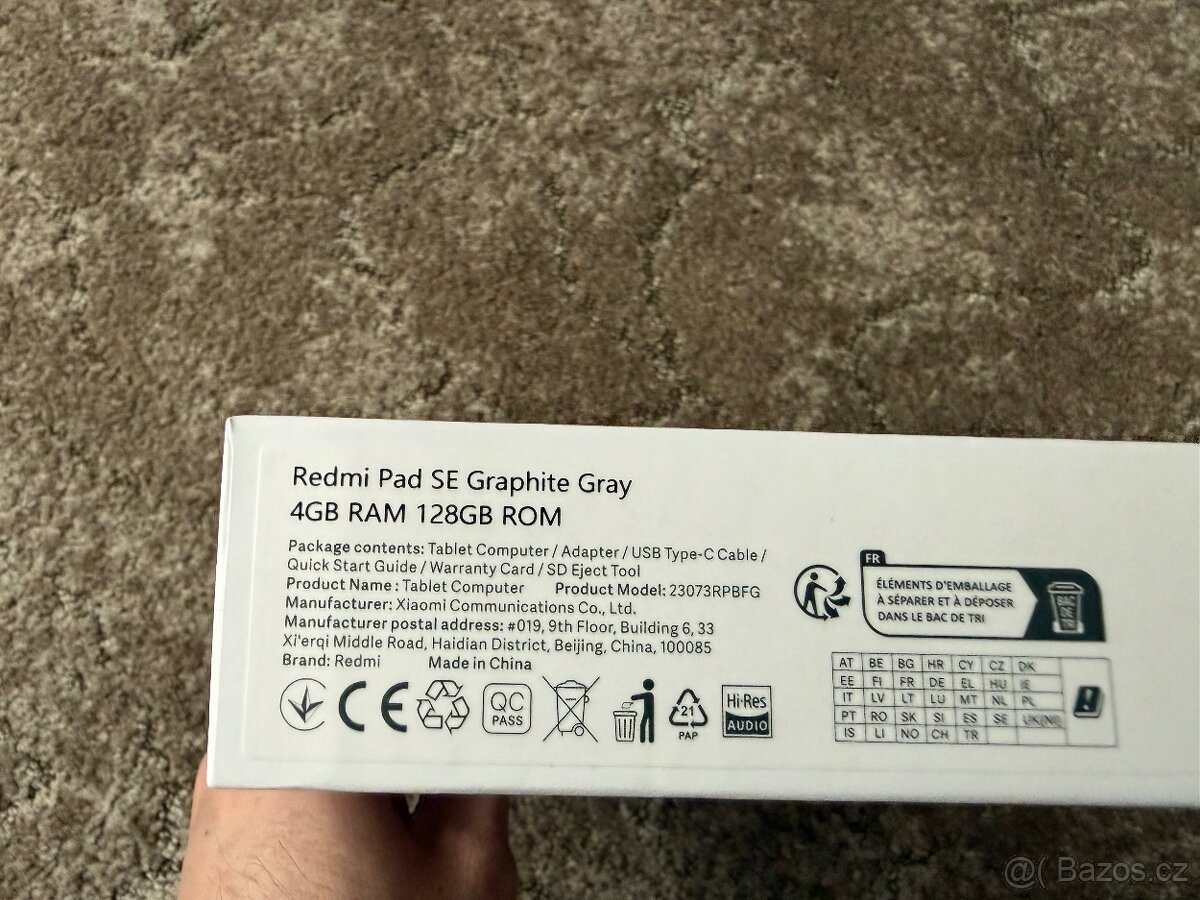 Redmi Pad SE Graphite Gray
4GB RAM 128GB ROM
Package contents: Tablet Computer / Adapter / USB Type-C Cable /
Quick Start Guide / Warranty Card / SD Eject Tool
Product Name : Tablet Computer Product Model: 23073RPBFG
Manufacturer: Xiaomi Communications Co., Ltd.
Manufacturer postal address: #019, 9th Floor, Building 6, 33
Xi'erqi Middle Road, Haidian District, Beijing, China, 100085
Brand: Redmi Made in China
CE
QC
PASS
21
PAP
Hi-Res
AUDIO
FR
ÉLÉMENTS D'EMBALLAGE
À SÉPARER ET À DÉPOSER
DANS LE BAC DE TRI
BAC
DE
TRI
AT BE BG HR CY CZ DK
EE FI FR DE EL HU IE
IT LV LT LU MT NL PL
PT RO SK SI ES SE UK(NI)
IS LI NO CH TR
@( Bazos.cz